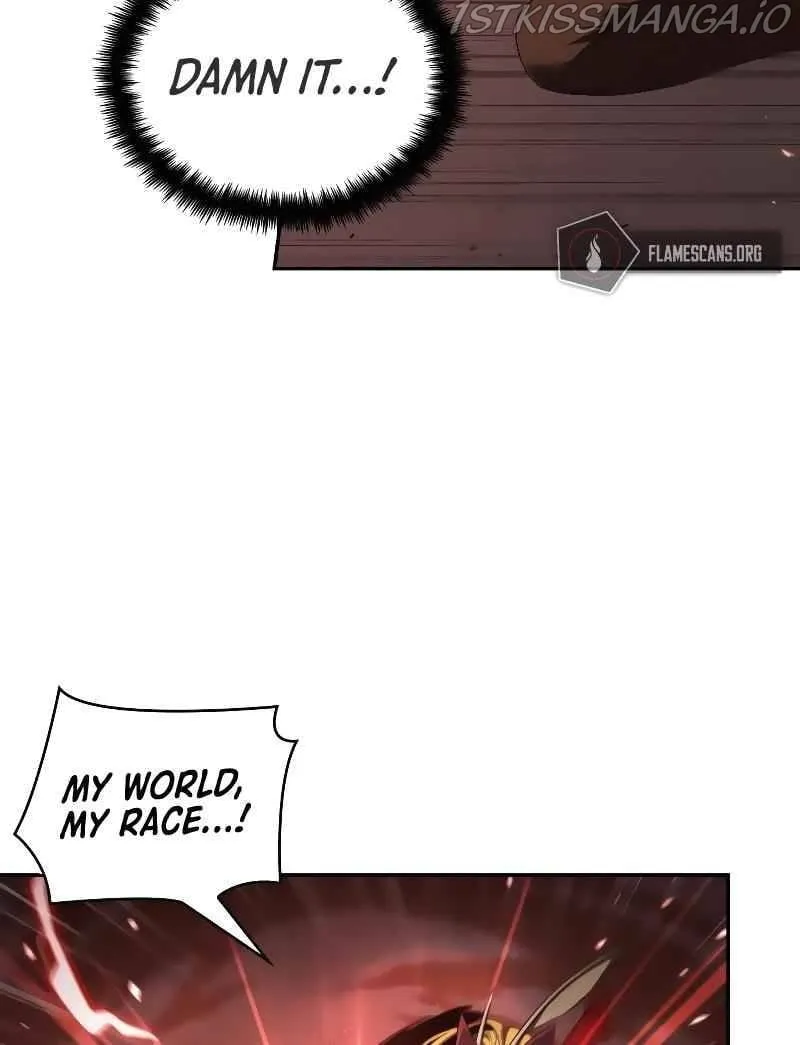 1STKISSMANGA.IO
DAMN IT...!
FLAMESCANS.ORG
MY WORLD,
MY RACE...!